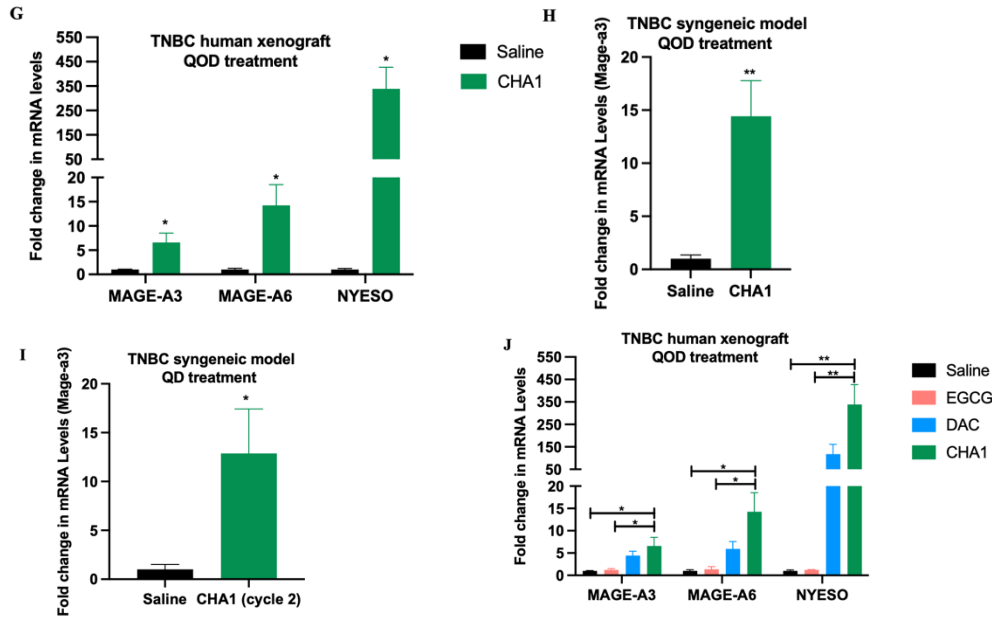 G
TNBC human xenograft
QOD treatment
Fold change in mRNA levels
550
450
350
250
150
50
20
15
10
5
0
*
*
*
MAGE-A3 MAGE-A6 NYESO
Saline
CHA1
H
TNBC syngeneic model
QOD treatment
Fold change in mRNA Levels (Mage-a3)
20
15
10
5
0
**
Saline CHA1
I
TNBC syngeneic model
QD treatment
Fold change in mRNA Levels (Mage-a3)
20
15
10
5
0
*
Saline CHA1 (cycle 2)
J
TNBC human xenograft
QOD treatment
Fold change in mRNA Levels
550
450
350
250
150
50
20
15
10
5
0
*
*
*
*
**
**
MAGE-A3 MAGE-A6 NYESO
Saline
EGCG
DAC
CHA1